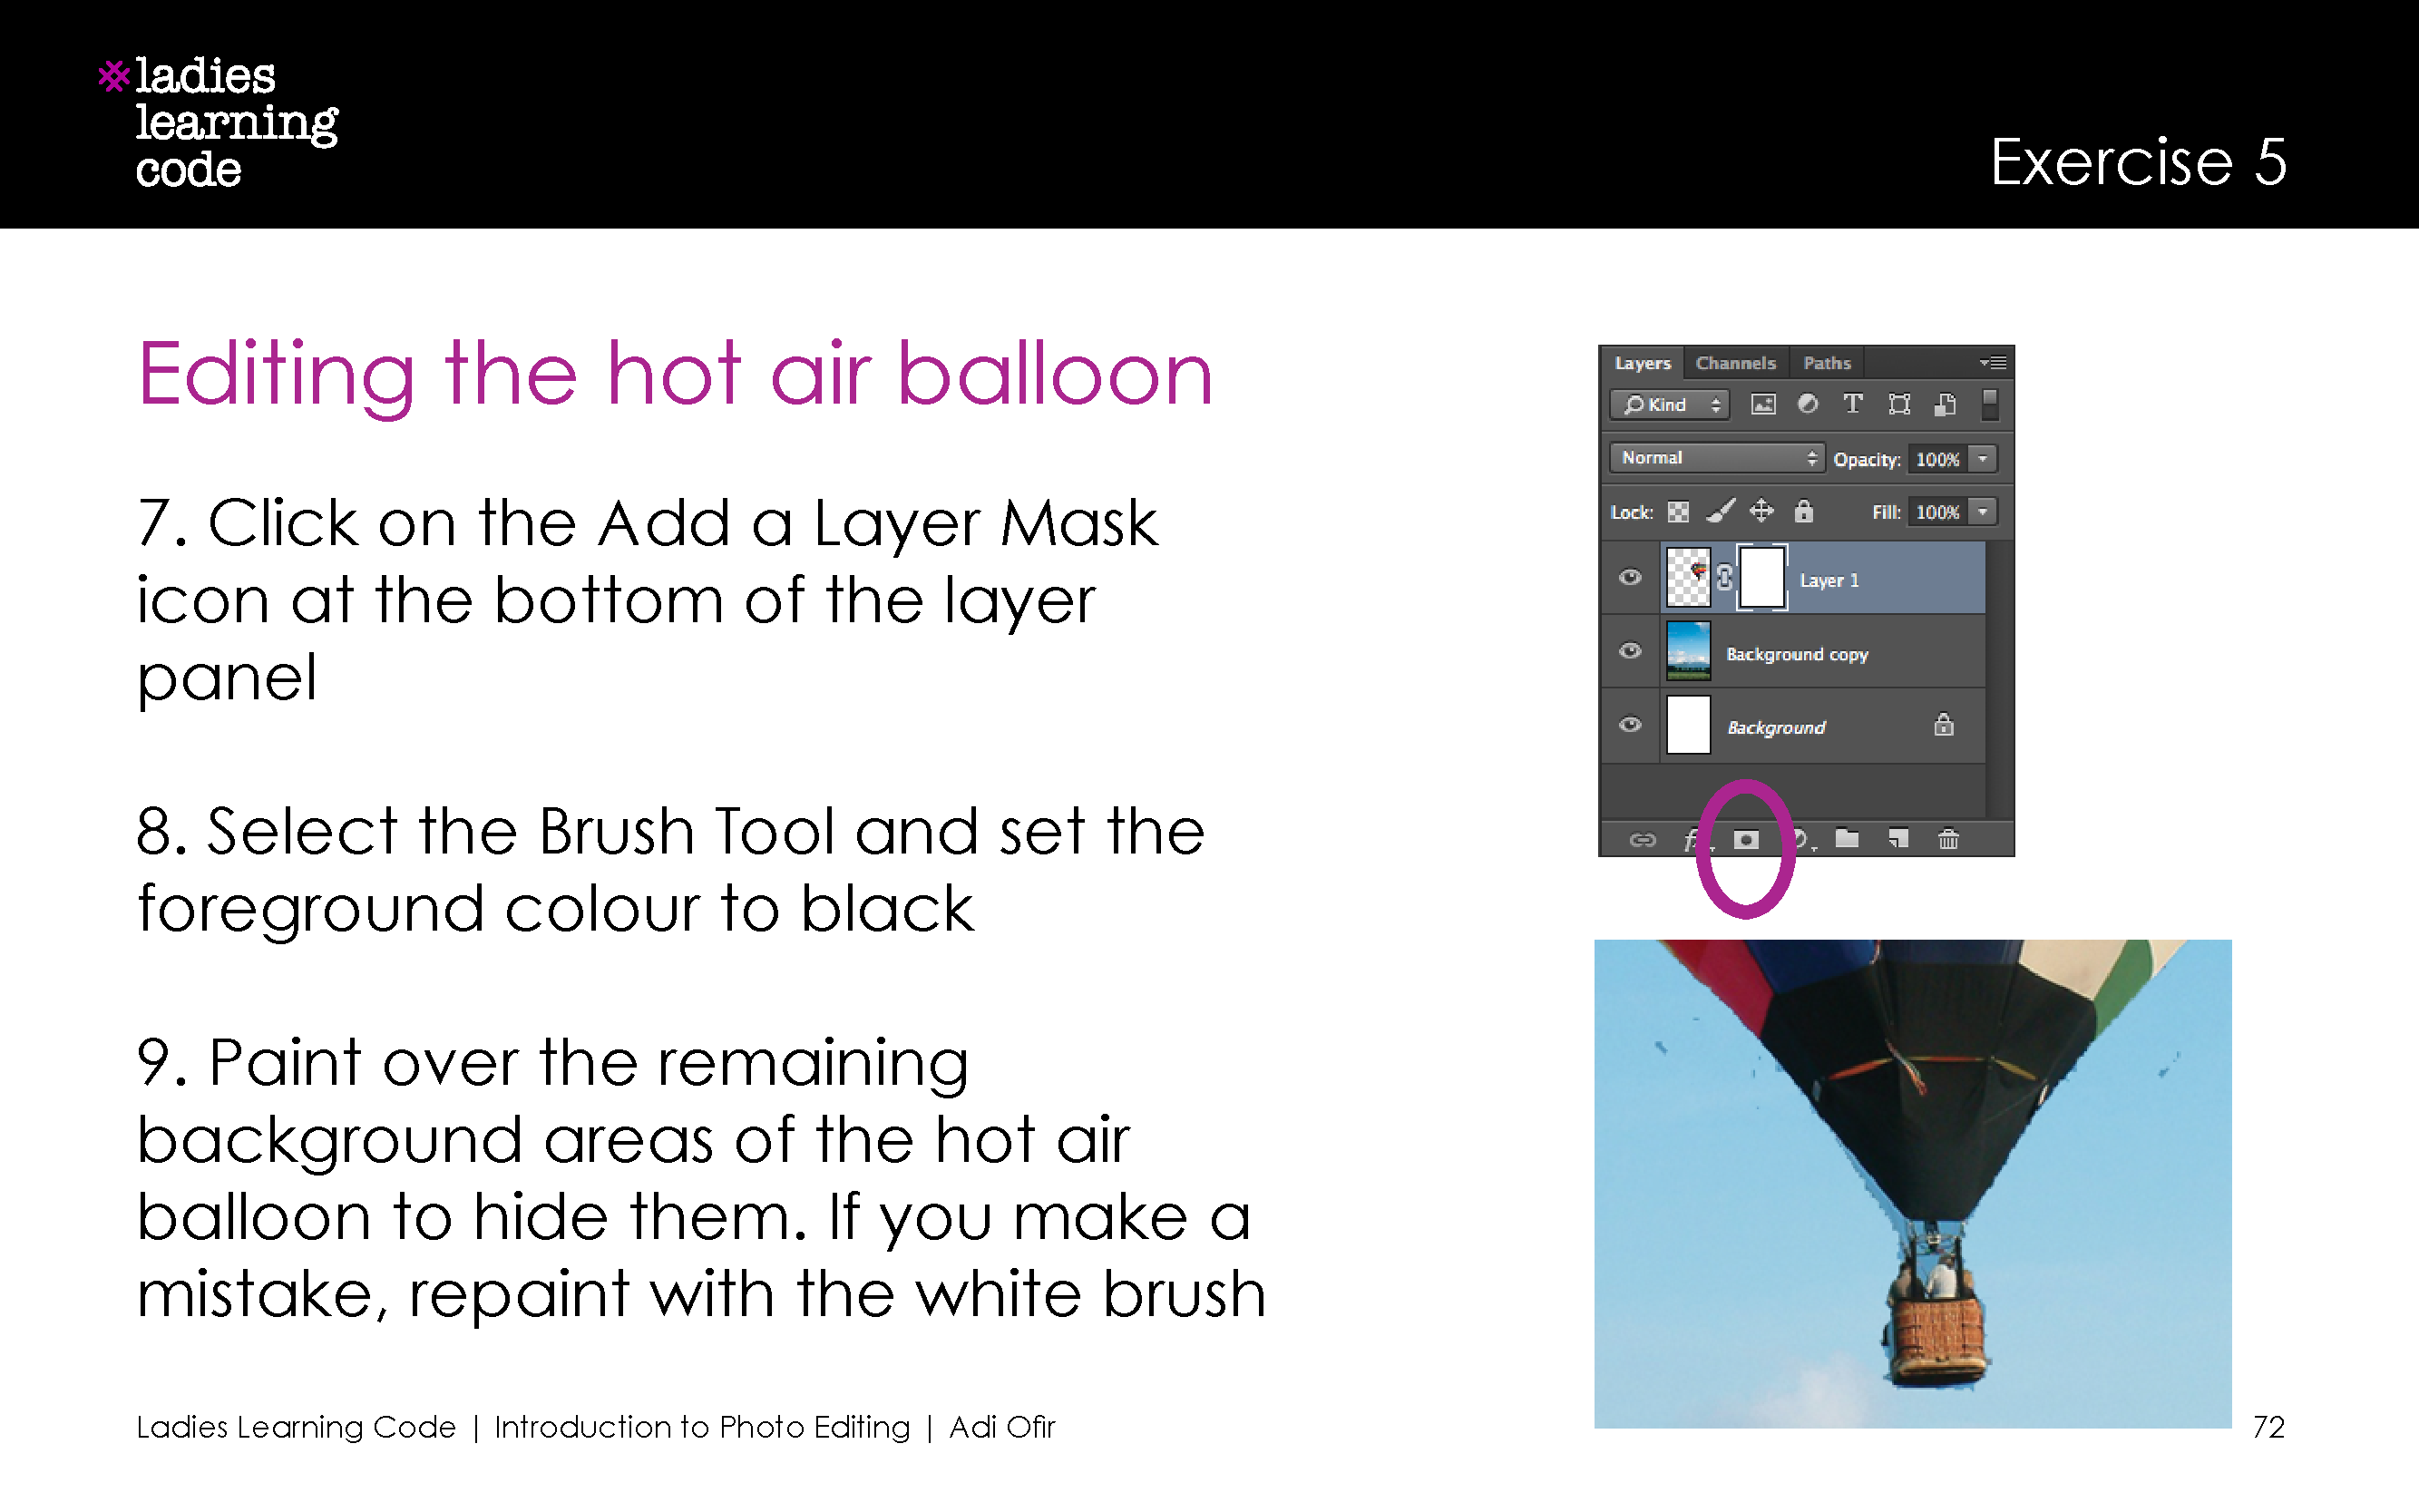 ladies
learning
code
Exercise 5
Editing the hot air balloon
7. Click on the Add a Layer Mask
icon at the bottom of the layer
panel
8. Select the Brush Tool and set the
foreground colour to black
9. Paint over the remaining
background areas of the hot air
balloon to hide them. If you make a
mistake, repaint with the white brush
Layers Channels Paths
Kind T
Normal Opacity: 100%
Lock: Fill: 100%
Layer 1
Background copy
Background
fx
Ladies Learning Code | Introduction to Photo Editing | Adi Ofir
72